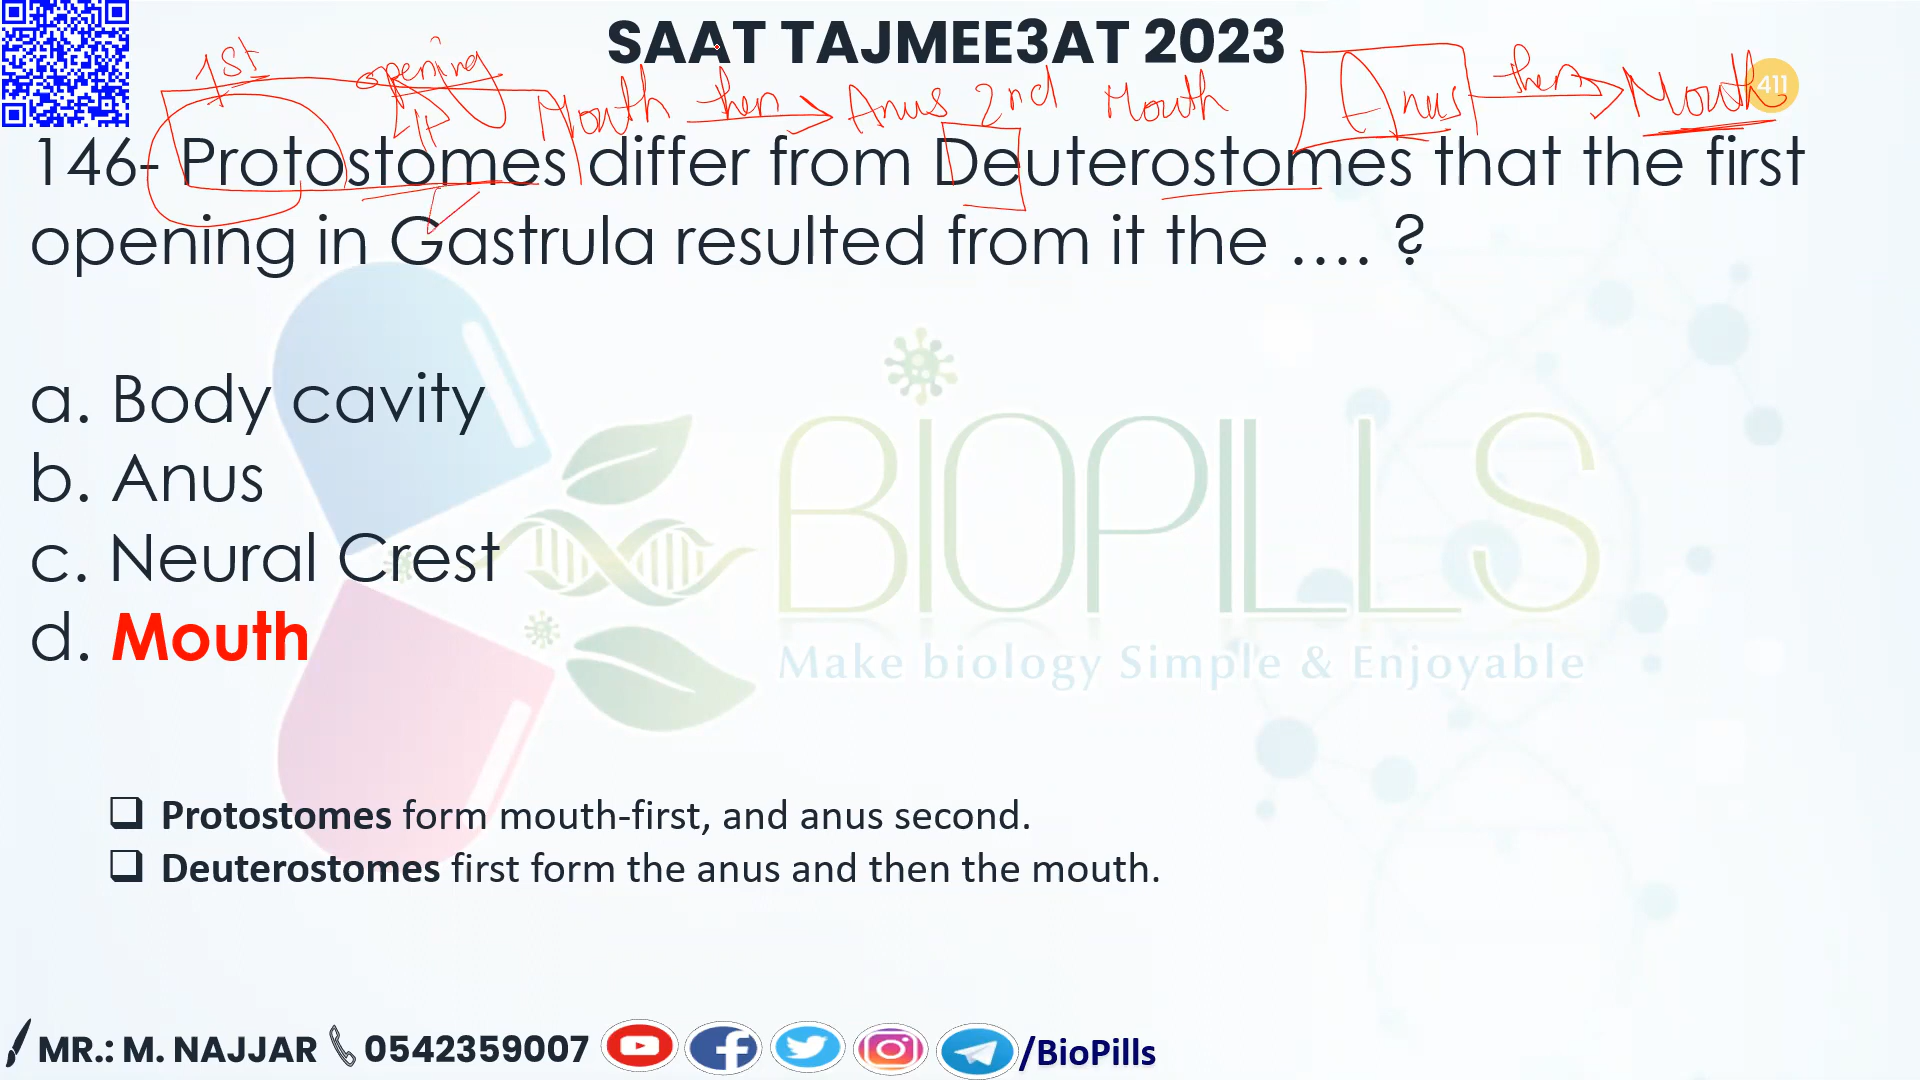 SAAT TAJMEE3AT 2023
1st opening Mouth then Anus 2nd Mouth Anus then Mouth
411
146- Protostomes differ from Deuterostomes that the first
opening in Gastrula resulted from it the .... ?
a. Body cavity
b. Anus
c. Neural Crest
d. Mouth
BIOPILLS
Make biology Simple & Enjoyable
❑ Protostomes form mouth-first, and anus second.
❑ Deuterostomes first form the anus and then the mouth.
MR.: M. NAJJAR 0542359007 /BioPills